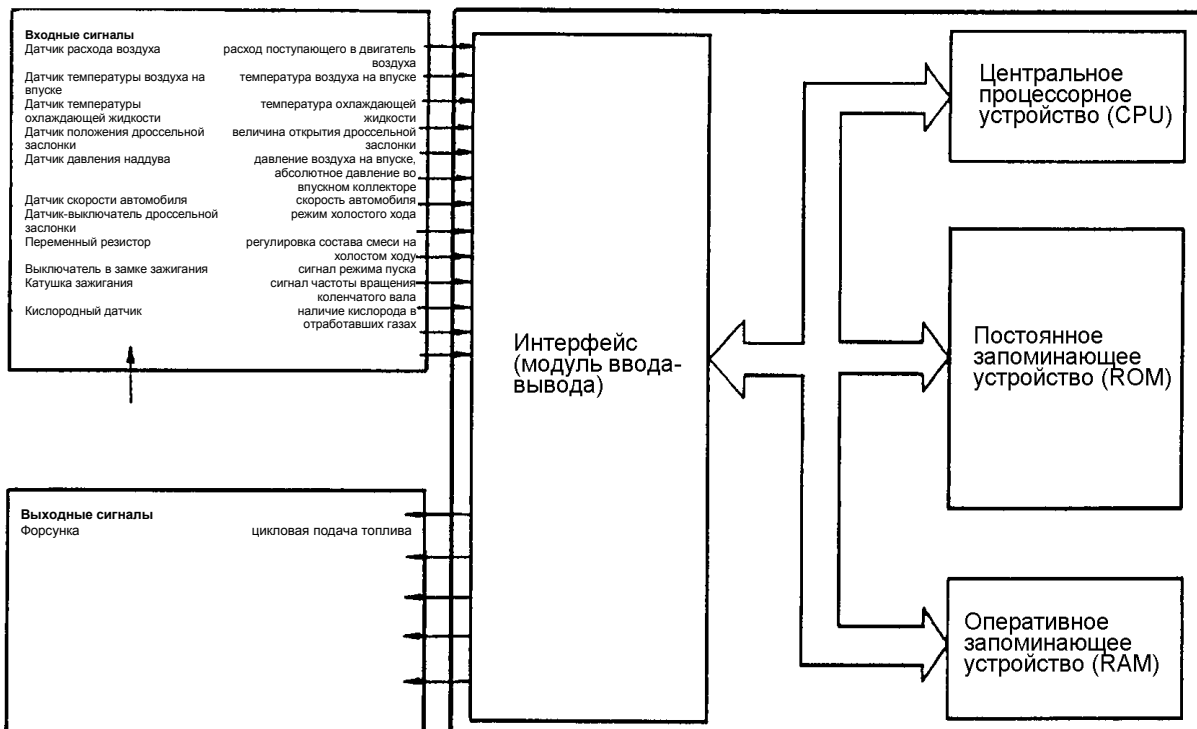 Входные сигналы
Датчик расхода воздуха расход поступающего в двигатель
воздуха
Датчик температуры воздуха на температура воздуха на впуске
впуске
Датчик температуры температура охлаждающей
охлаждающей жидкости жидкости
Датчик положения дроссельной величина открытия дроссельной
заслонки заслонки
Датчик давления наддува давление воздуха на впуске,
абсолютное давление во
впускном коллекторе
Датчик скорости автомобиля скорость автомобиля
Датчик-выключатель дроссельной режим холостого хода
заслонки
Переменный резистор регулировка состава смеси на
холостом ходу
Выключатель в замке зажигания сигнал режима пуска
Катушка зажигания сигнал частоты вращения
коленчатого вала
Кислородный датчик наличие кислорода в
отработавших газах
Выходные сигналы
Форсунка цикловая подача топлива
Интерфейс
(модуль ввода-
вывода)
Центральное
процессорное
устройство (CPU)
Постоянное
запоминающее
устройство (ROM)
Оперативное
запоминающее
устройство (RAM)